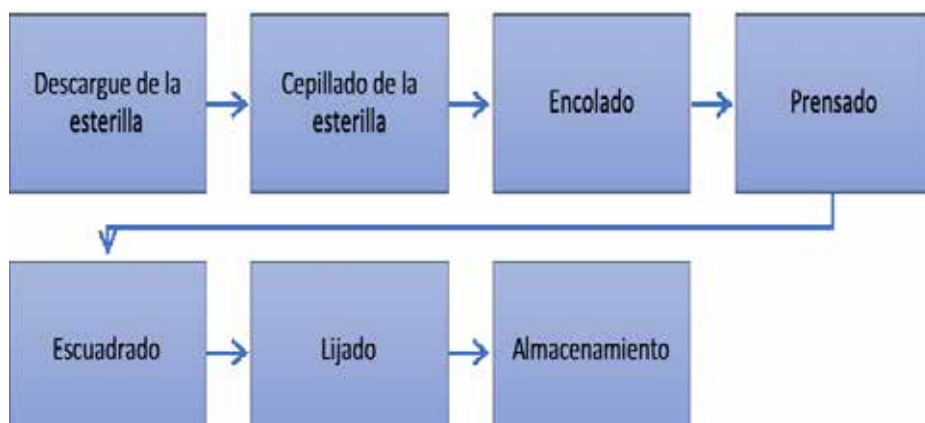 Descargue de la
esterilla
Cepillado de la
esterilla
Encolado
Prensado
Escuadrado
Lijado
Almacenamiento